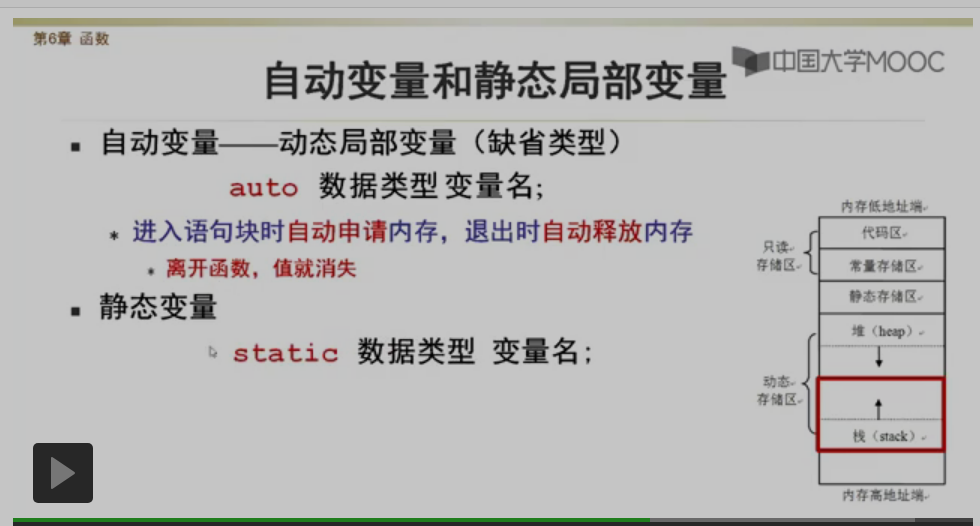 第6章 函数
中国大学MOOC
自动变量和静态局部变量
自动变量——动态局部变量（缺省类型）
auto 数据类型 变量名;
进入语句块时自动申请内存，退出时自动释放内存
离开函数，值就消失
静态变量
static 数据类型 变量名;
内存低地址端
只读
存储区
代码区
常量存储区
静态存储区
堆（heap）
动态
存储区
栈（stack）
内存高地址端